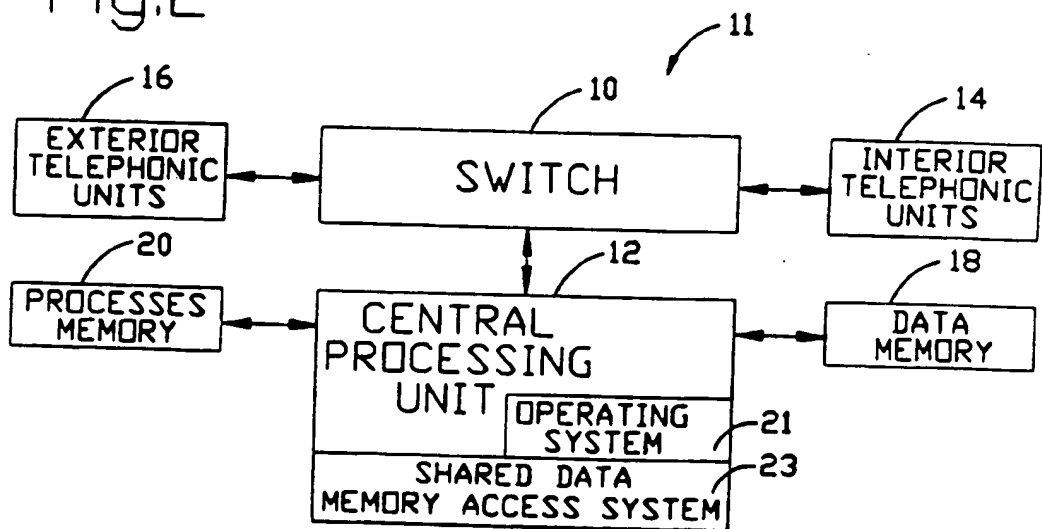 Fig.2
11
16
10
14
EXTERIOR
TELEPHONIC
UNITS
SWITCH
INTERIOR
TELEPHONIC
UNITS
20
12
18
PROCESSES
MEMORY
CENTRAL
PROCESSING
UNIT
DATA
MEMORY
OPERATING
SYSTEM
21
SHARED DATA
MEMORY ACCESS SYSTEM
23